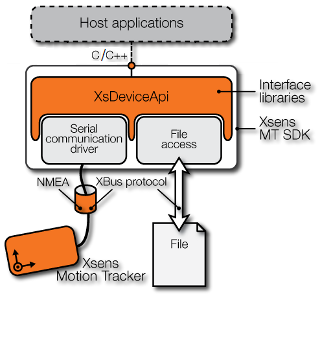 Host applications
C/C++
XsDeviceApi
Interface
libraries
Serial
communication
driver
File
access
Xsens
MT SDK
NMEA
XBus protocol
File
Xsens
Motion Tracker